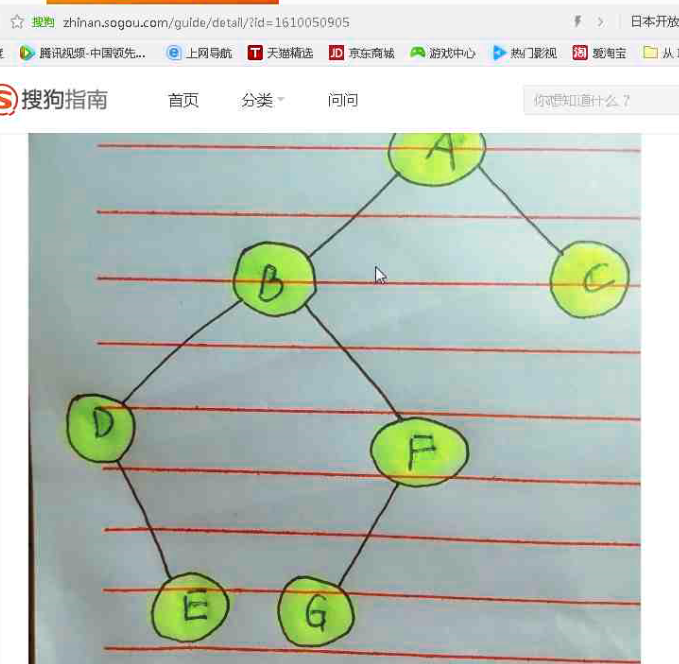 搜狗 zhinan.sogou.com/guide/detail/?id=1610050905 日本开放
腾讯视频-中国领先... 上网导航 T 天猫精选 JD 京东商城 游戏中心 热门影视 淘 爱淘宝 从
S 搜狗指南 首页 分类 问问 你想知道什么？
A
B C
D F
E G